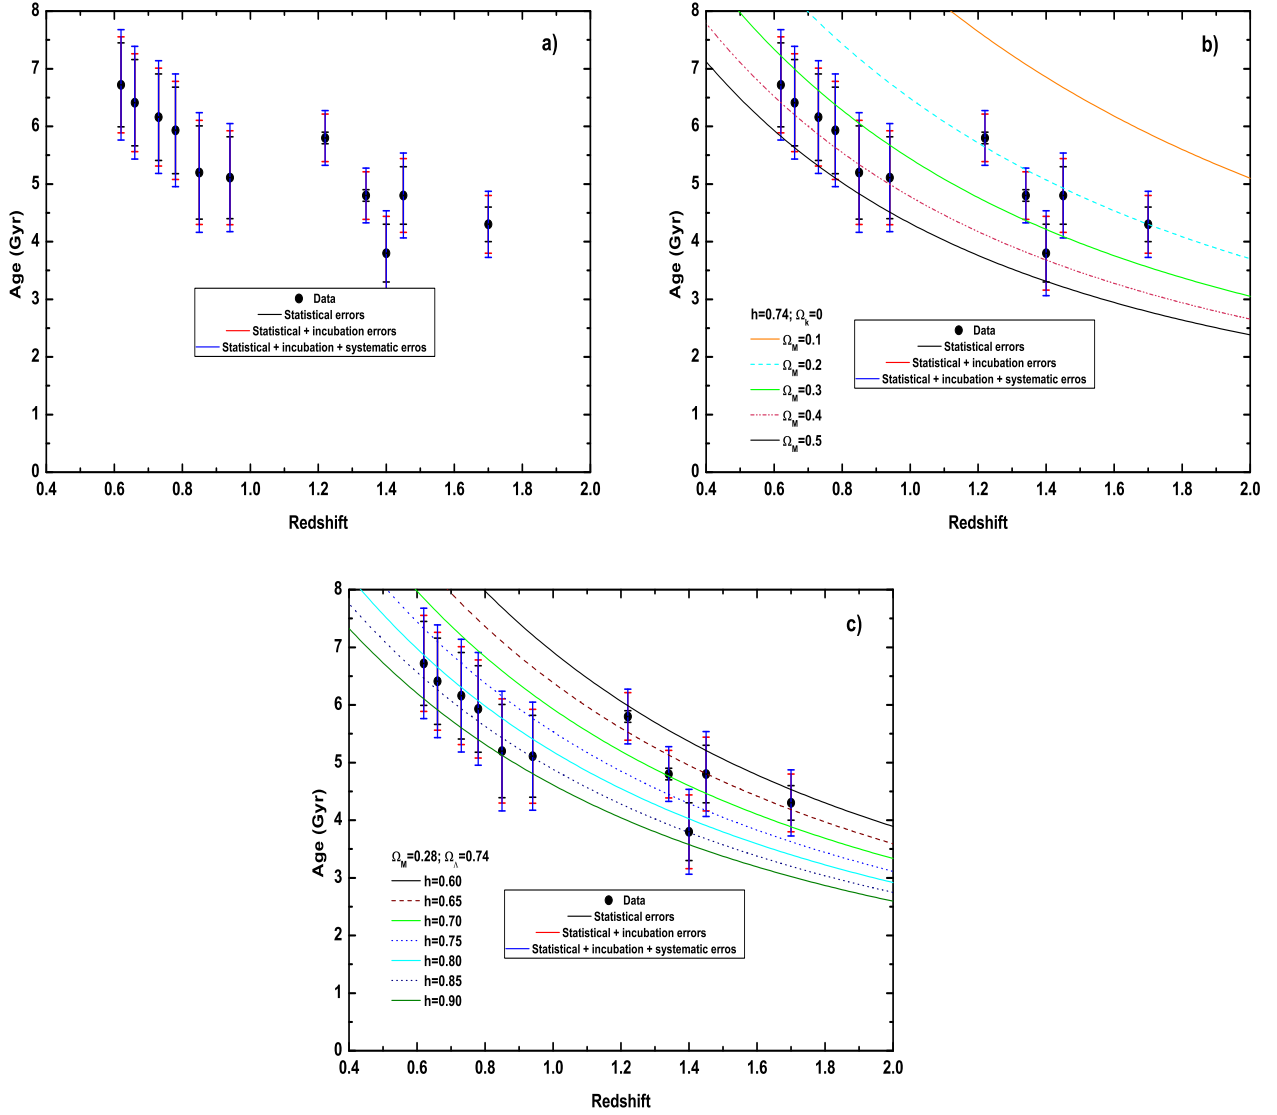 8
7
6
5
4
3
2
1
0
0.4 0.6 0.8 1.0 1.2 1.4 1.6 1.8 2.0
Age (Gyr)
Redshift
a)
Data
Statistical errors
Statistical + incubation errors
Statistical + incubation + systematic erros
8
7
6
5
4
3
2
1
0
0.4 0.6 0.8 1.0 1.2 1.4 1.6 1.8 2.0
Age (Gyr)
Redshift
b)
h=0.74; Ωk=0
ΩM=0.1
ΩM=0.2
ΩM=0.3
ΩM=0.4
ΩM=0.5
Data
Statistical errors
Statistical + incubation errors
Statistical + incubation + systematic erros
8
7
6
5
4
3
2
1
0
0.4 0.6 0.8 1.0 1.2 1.4 1.6 1.8 2.0
Age (Gyr)
Redshift
c)
ΩM=0.28; ΩΛ=0.74
h=0.60
h=0.65
h=0.70
h=0.75
h=0.80
h=0.85
h=0.90
Data
Statistical errors
Statistical + incubation errors
Statistical + incubation + systematic erros